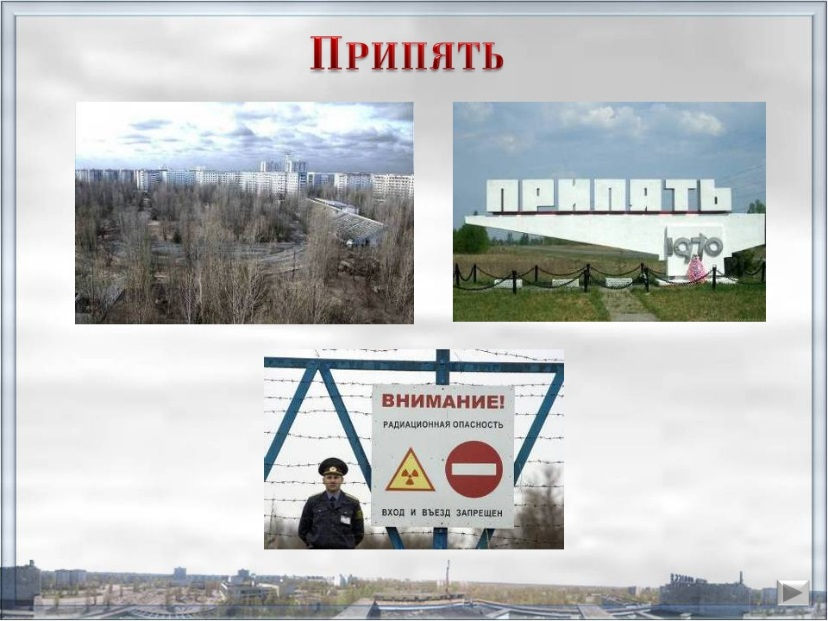 Припять
ПРИПЯТЬ
1970
ВНИМАНИЕ!
РАДИАЦИОННАЯ ОПАСНОСТЬ
ВХОД И ВЪЕЗД ЗАПРЕЩЕН